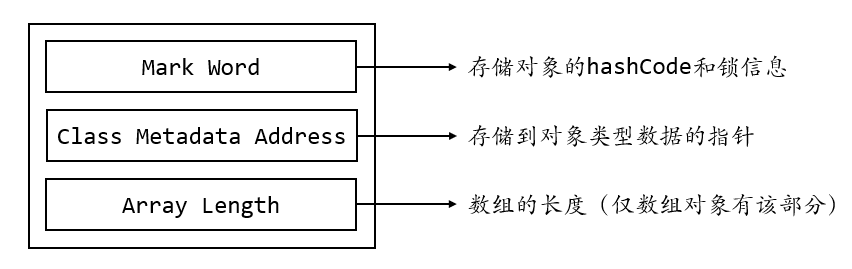 Mark Word 存储对象的hashCode和锁信息
Class Metadata Address 存储到对象类型数据的指针
Array Length 数组的长度（仅数组对象有该部分）